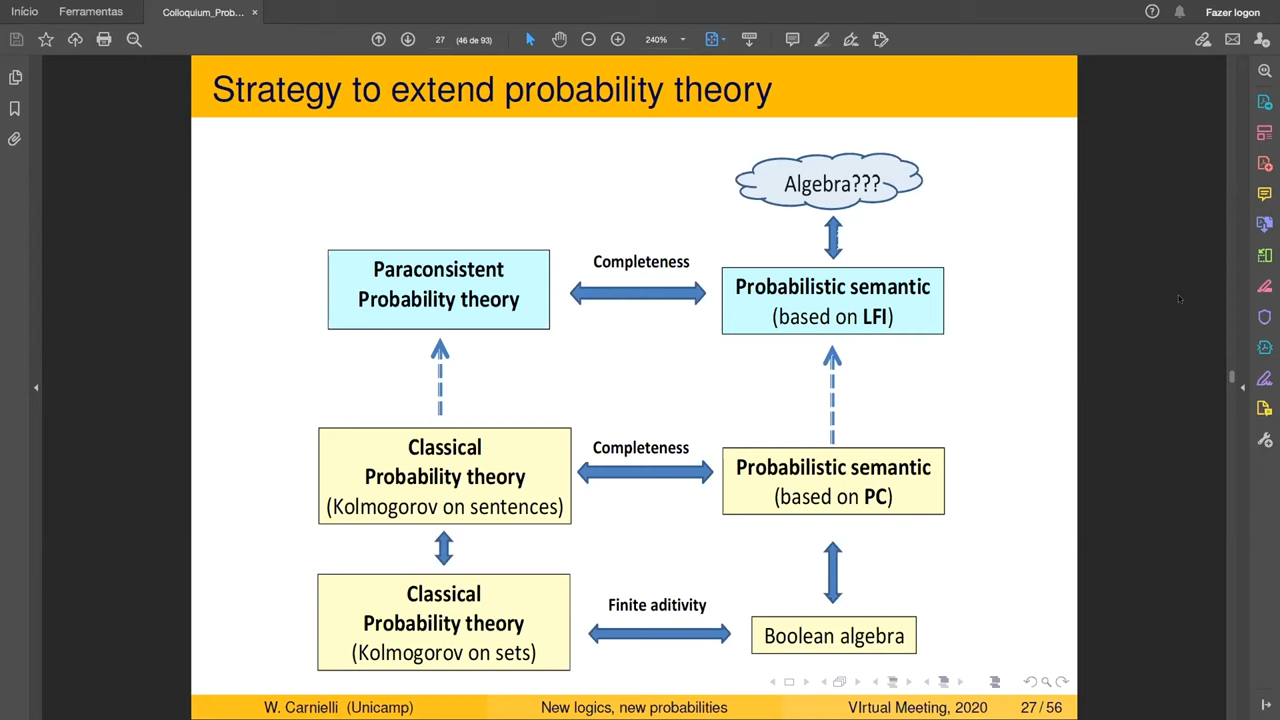 Início
Ferramentas
Colloquium_Prob...
Fazer logon
27
(46 de 93)
240%
Strategy to extend probability theory
Algebra???
Paraconsistent
Probability theory
Completeness
Probabilistic semantic
(based on LFI)
Classical
Probability theory
(Kolmogorov on sentences)
Completeness
Probabilistic semantic
(based on PC)
Classical
Probability theory
(Kolmogorov on sets)
Finite aditivity
Boolean algebra
W. Carnielli (Unicamp)
New logics, new probabilities
VIrtual Meeting, 2020
27 / 56